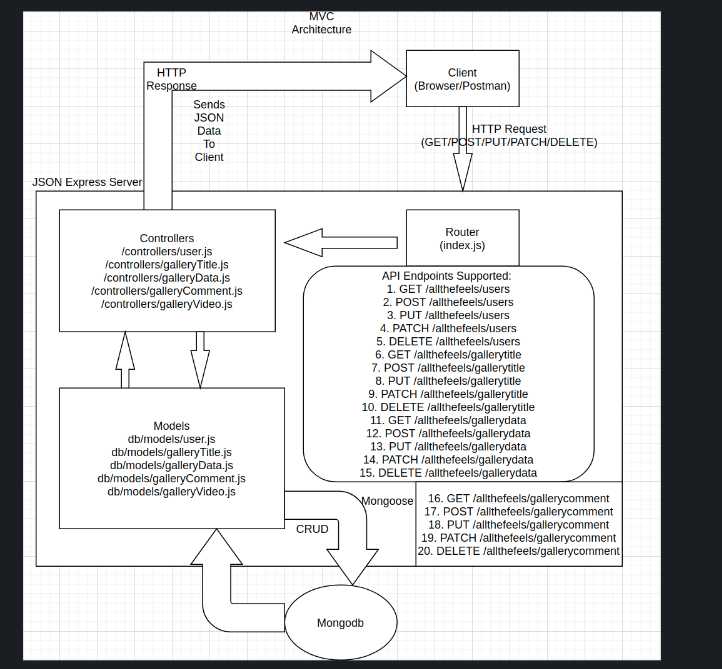 MVC
Architecture
HTTP
Response
Client
(Browser/Postman)
Sends
JSON
Data
To
Client
HTTP Request
(GET/POST/PUT/PATCH/DELETE)
JSON Express Server
Controllers
/controllers/user.js
/controllers/galleryTitle.js
/controllers/galleryData.js
/controllers/galleryComment.js
/controllers/galleryVideo.js
Router
(index.js)
API Endpoints Supported:
1. GET /allthefeels/users
2. POST /allthefeels/users
3. PUT /allthefeels/users
4. PATCH /allthefeels/users
5. DELETE /allthefeels/users
6. GET /allthefeels/gallerytitle
7. POST /allthefeels/gallerytitle
8. PUT /allthefeels/gallerytitle
9. PATCH /allthefeels/gallerytitle
10. DELETE /allthefeels/gallerytitle
11. GET /allthefeels/gallerydata
12. POST /allthefeels/gallerydata
13. PUT /allthefeels/gallerydata
14. PATCH /allthefeels/gallerydata
15. DELETE /allthefeels/gallerydata
Models
db/models/user.js
db/models/galleryTitle.js
db/models/galleryData.js
db/models/galleryComment.js
db/models/galleryVideo.js
Mongoose
16. GET /allthefeels/gallerycomment
17. POST /allthefeels/gallerycomment
18. PUT /allthefeels/gallerycomment
19. PATCH /allthefeels/gallerycomment
20. DELETE /allthefeels/gallerycomment
CRUD
Mongodb